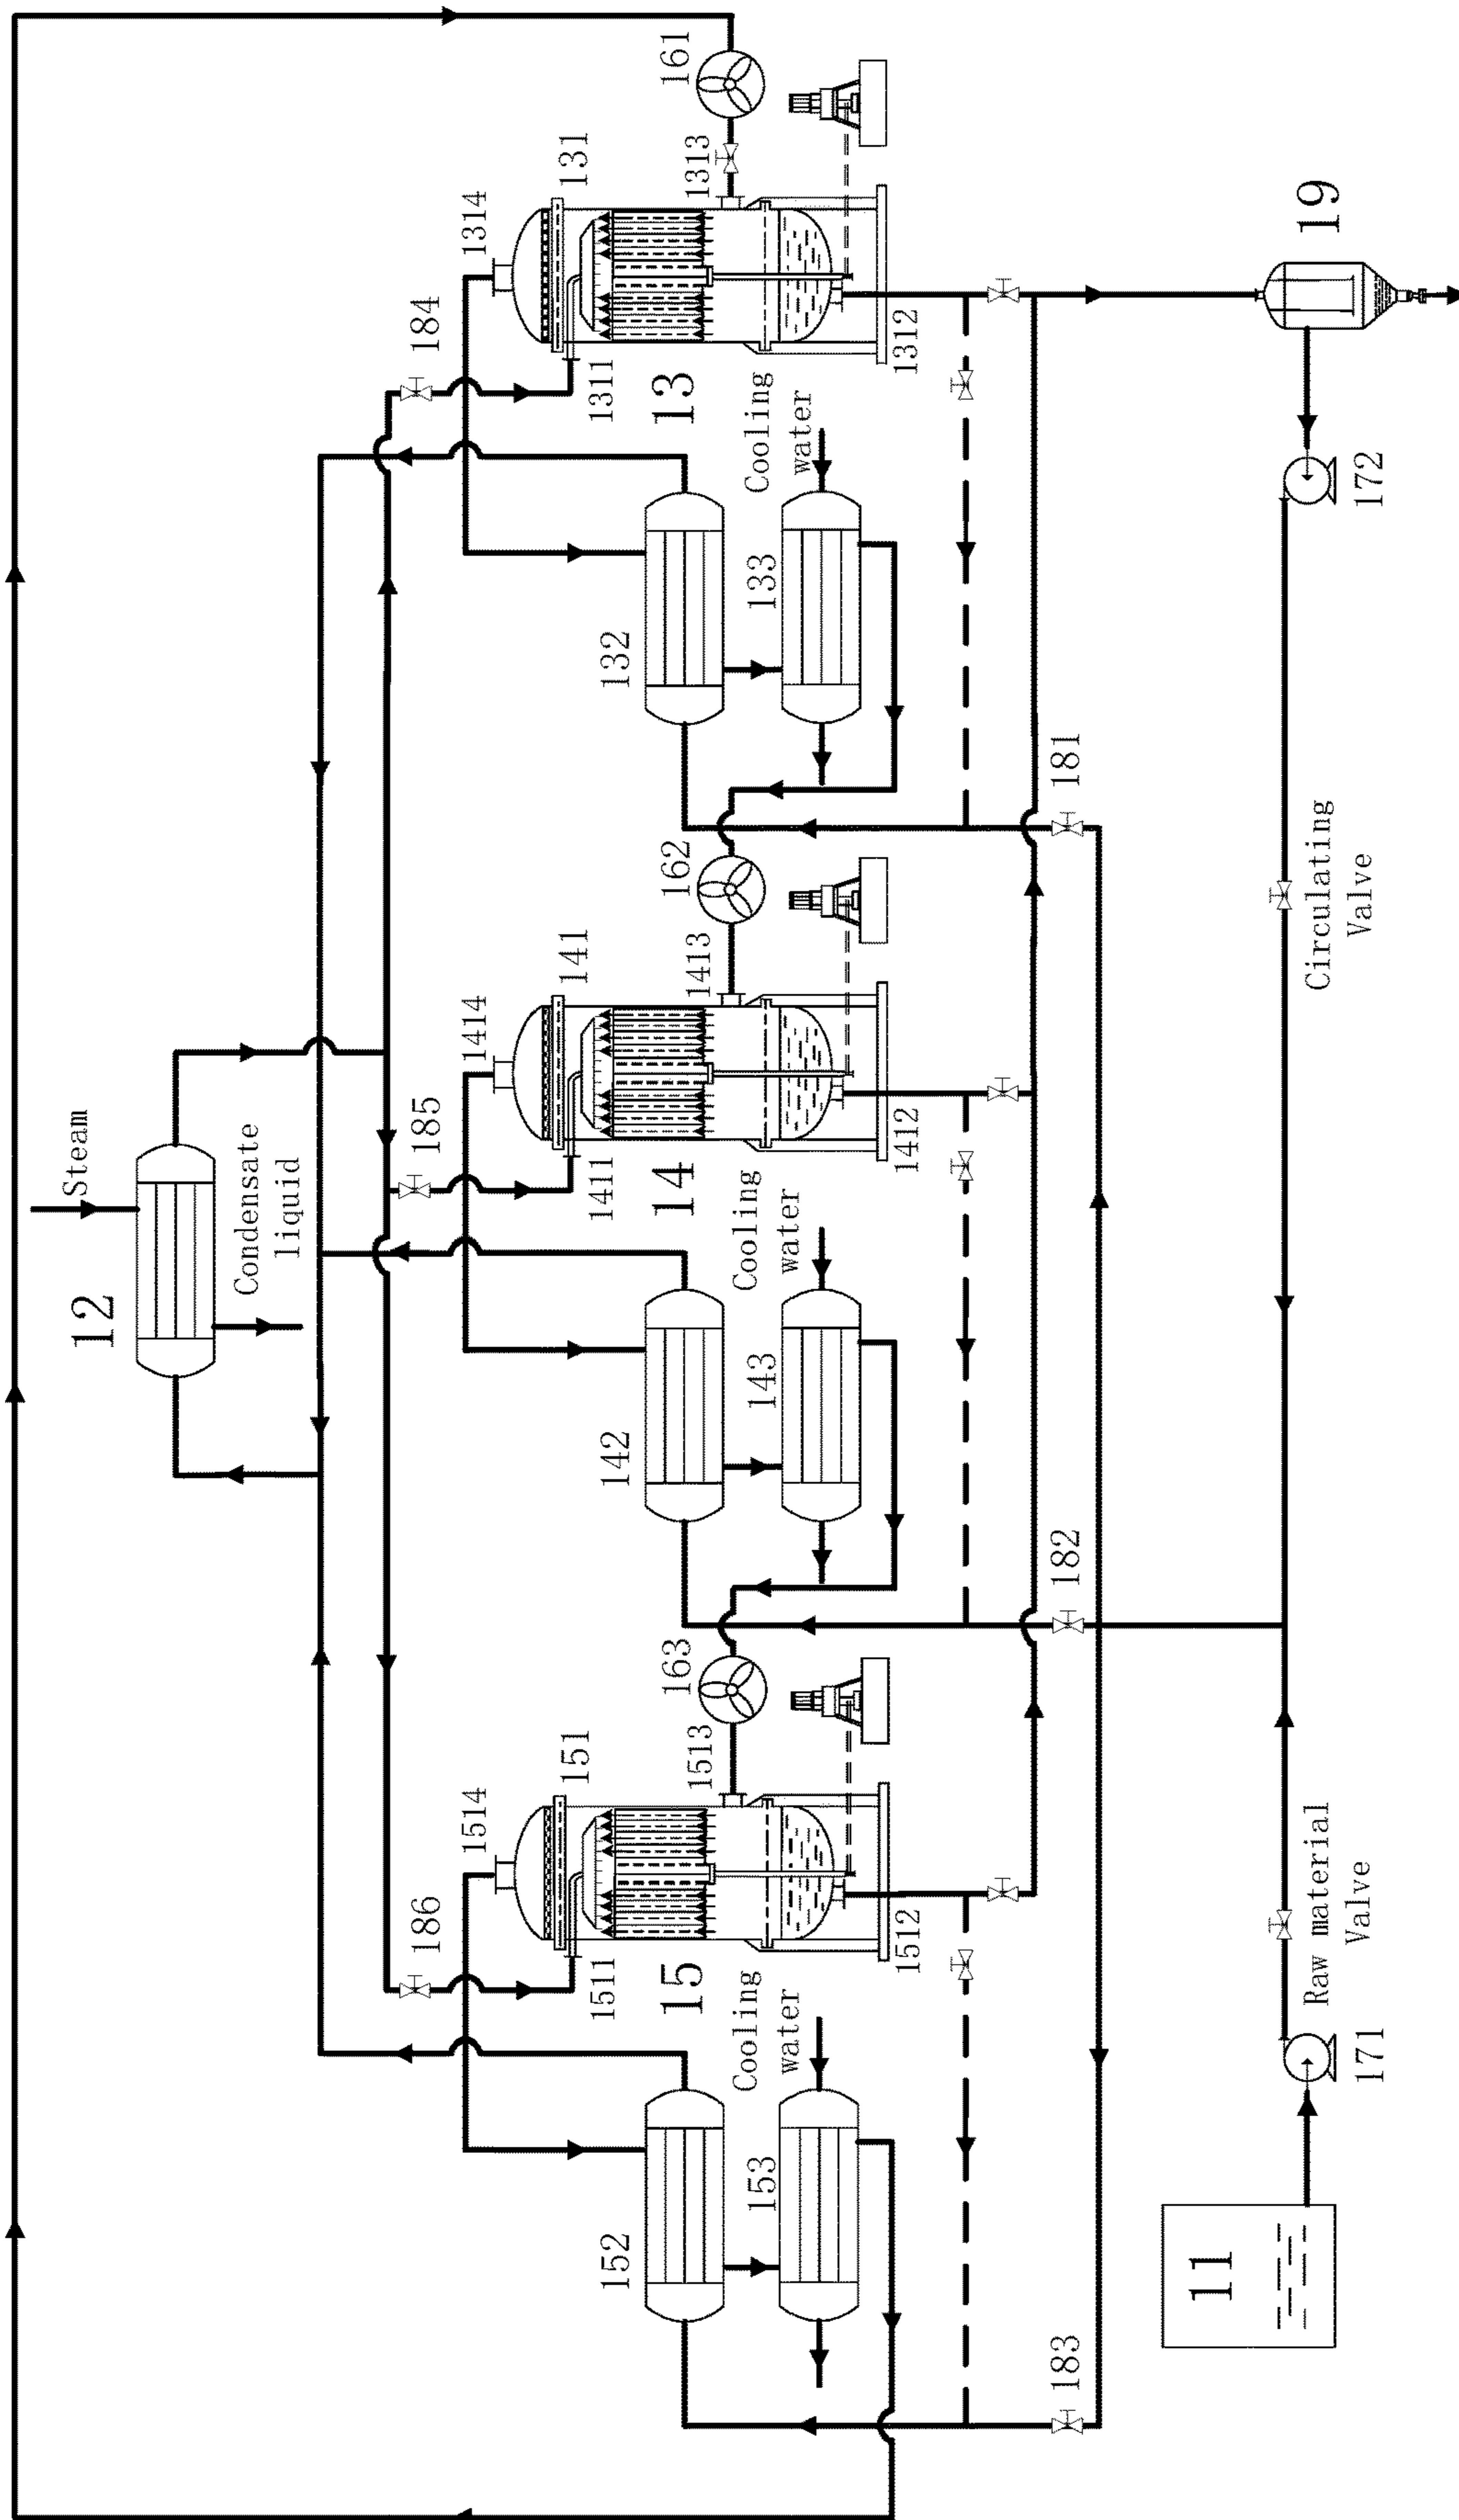 Steam
12
Condensate
liquid
186
1514
151
1511
15
1513
163
152
Cooling
water
153
1512
183
185
1414
141
1411
14
1413
162
142
Cooling
water
143
1412
182
184
1314
131
1311
13
1313
161
132
Cooling
water
133
1312
181
11
171
Raw material
Valve
Circulating
Valve
172
19